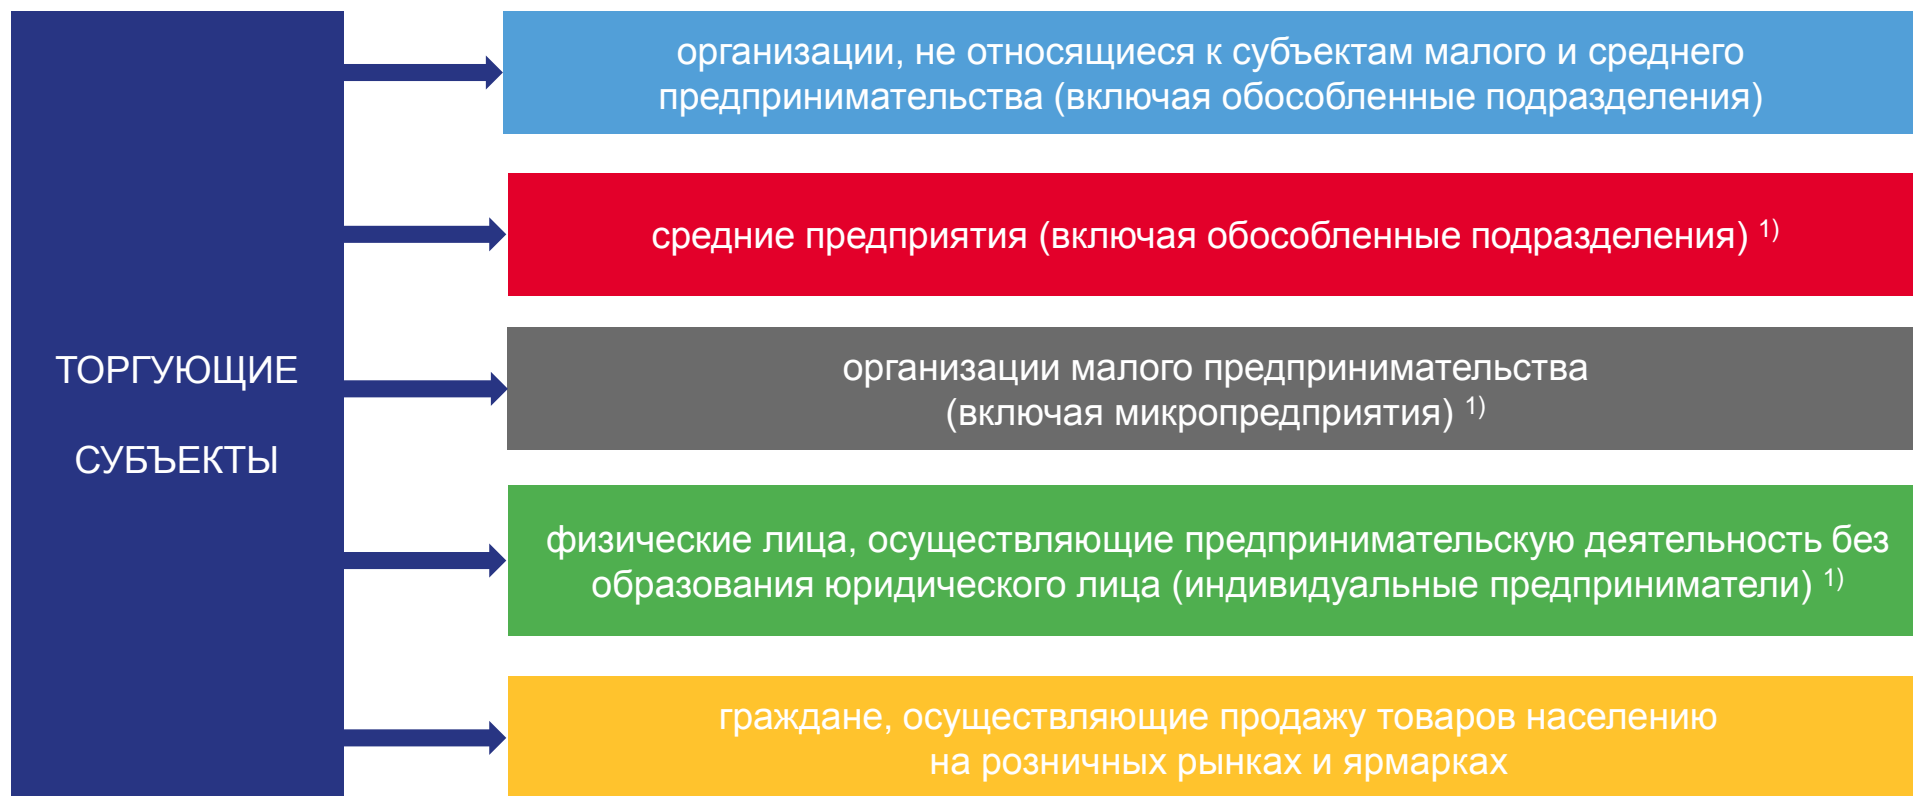 ТОРГУЮЩИЕ
СУБЪЕКТЫ
организации, не относящиеся к субъектам малого и среднего
предпринимательства (включая обособленные подразделения)
средние предприятия (включая обособленные подразделения) 1)
организации малого предпринимательства
(включая микропредприятия) 1)
физические лица, осуществляющие предпринимательскую деятельность без
образования юридического лица (индивидуальные предприниматели) 1)
граждане, осуществляющие продажу товаров населению
на розничных рынках и ярмарках